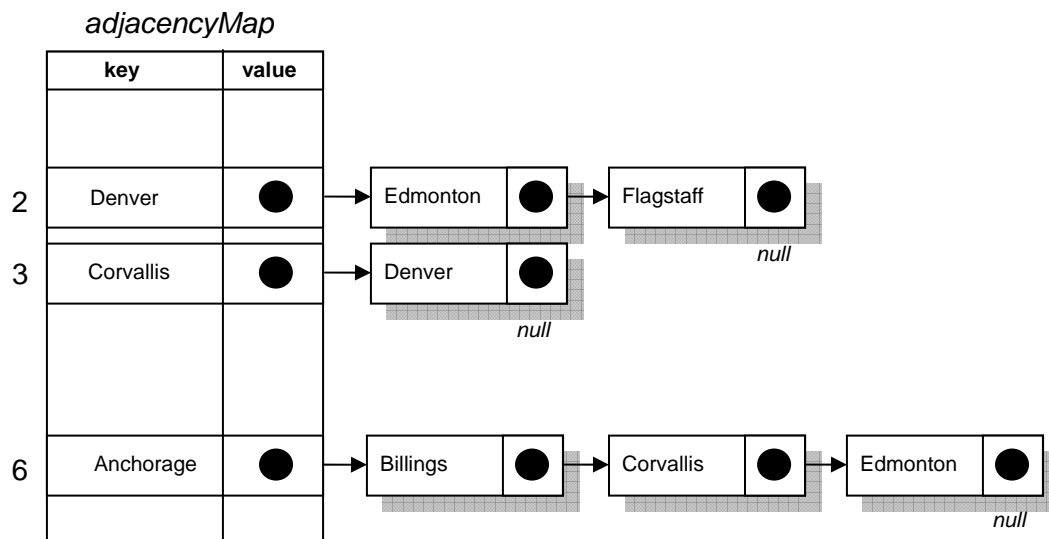 adjacencyMap
key value
2 Denver Edmonton Flagstaff
null
3 Corvallis Denver
null
6 Anchorage Billings Corvallis Edmonton
null